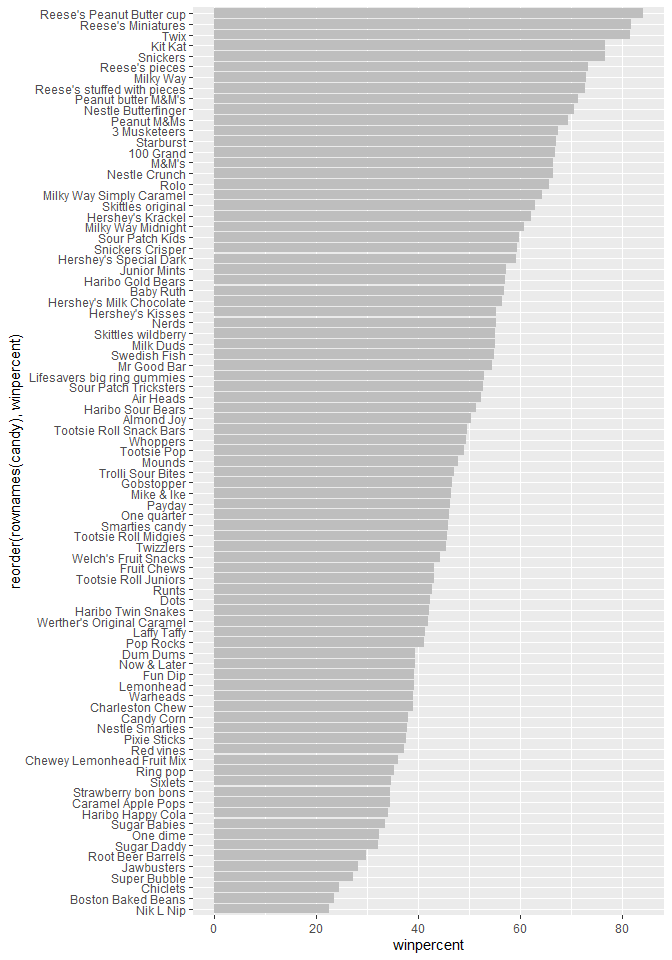 Reese's Peanut Butter cup
Reese's Miniatures
Twix
Kit Kat
Snickers
Reese's pieces
Milky Way
Reese's stuffed with pieces
Peanut butter M&M's
Nestle Butterfinger
Peanut M&Ms
3 Musketeers
Starburst
100 Grand
M&M's
Nestle Crunch
Rolo
Milky Way Simply Caramel
Skittles original
Hershey's Krackel
Milky Way Midnight
Sour Patch Kids
Snickers Crisper
Hershey's Special Dark
Junior Mints
Haribo Gold Bears
Baby Ruth
Hershey's Milk Chocolate
Hershey's Kisses
Nerds
Skittles wildberry
Milk Duds
Swedish Fish
Mr Good Bar
Lifesavers big ring gummies
Sour Patch Tricksters
Air Heads
Haribo Sour Bears
Almond Joy
Tootsie Roll Snack Bars
Whoppers
Tootsie Pop
Mounds
Trolli Sour Bites
Gobstopper
Mike & Ike
Payday
One quarter
Smarties candy
Tootsie Roll Midgies
Twizzlers
Welch's Fruit Snacks
Fruit Chews
Tootsie Roll Juniors
Runts
Dots
Haribo Twin Snakes
Werther's Original Caramel
Laffy Taffy
Pop Rocks
Dum Dums
Now & Later
Fun Dip
Lemonhead
Warheads
Charleston Chew
Candy Corn
Nestle Smarties
Pixie Sticks
Red vines
Chewey Lemonhead Fruit Mix
Ring pop
Sixlets
Strawberry bon bons
Caramel Apple Pops
Haribo Happy Cola
Sugar Babies
One dime
Sugar Daddy
Root Beer Barrels
Jawbusters
Super Bubble
Chiclets
Boston Baked Beans
Nik L Nip
reorder(rownames(candy), winpercent)
0 20 40 60 80
winpercent